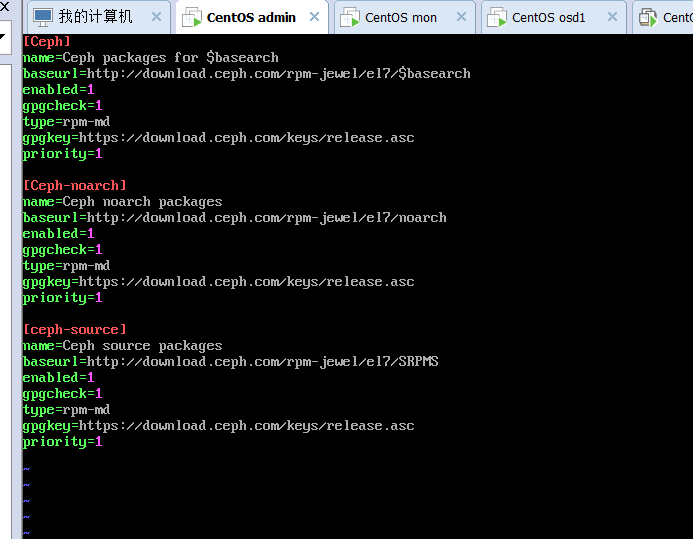 我的计算机
CentOS admin
CentOS mon
CentOS osd1
[Ceph]
name=Ceph packages for $basearch
baseurl=http://download.ceph.com/rpm-jewel/el7/$basearch
enabled=1
gpgcheck=1
type=rpm-md
gpgkey=https://download.ceph.com/keys/release.asc
priority=1
[Ceph-noarch]
name=Ceph noarch packages
baseurl=http://download.ceph.com/rpm-jewel/el7/noarch
enabled=1
gpgcheck=1
type=rpm-md
gpgkey=https://download.ceph.com/keys/release.asc
priority=1
[ceph-source]
name=Ceph source packages
baseurl=http://download.ceph.com/rpm-jewel/el7/SRPMS
enabled=1
gpgcheck=1
type=rpm-md
gpgkey=https://download.ceph.com/keys/release.asc
priority=1
~
~
~
~
~